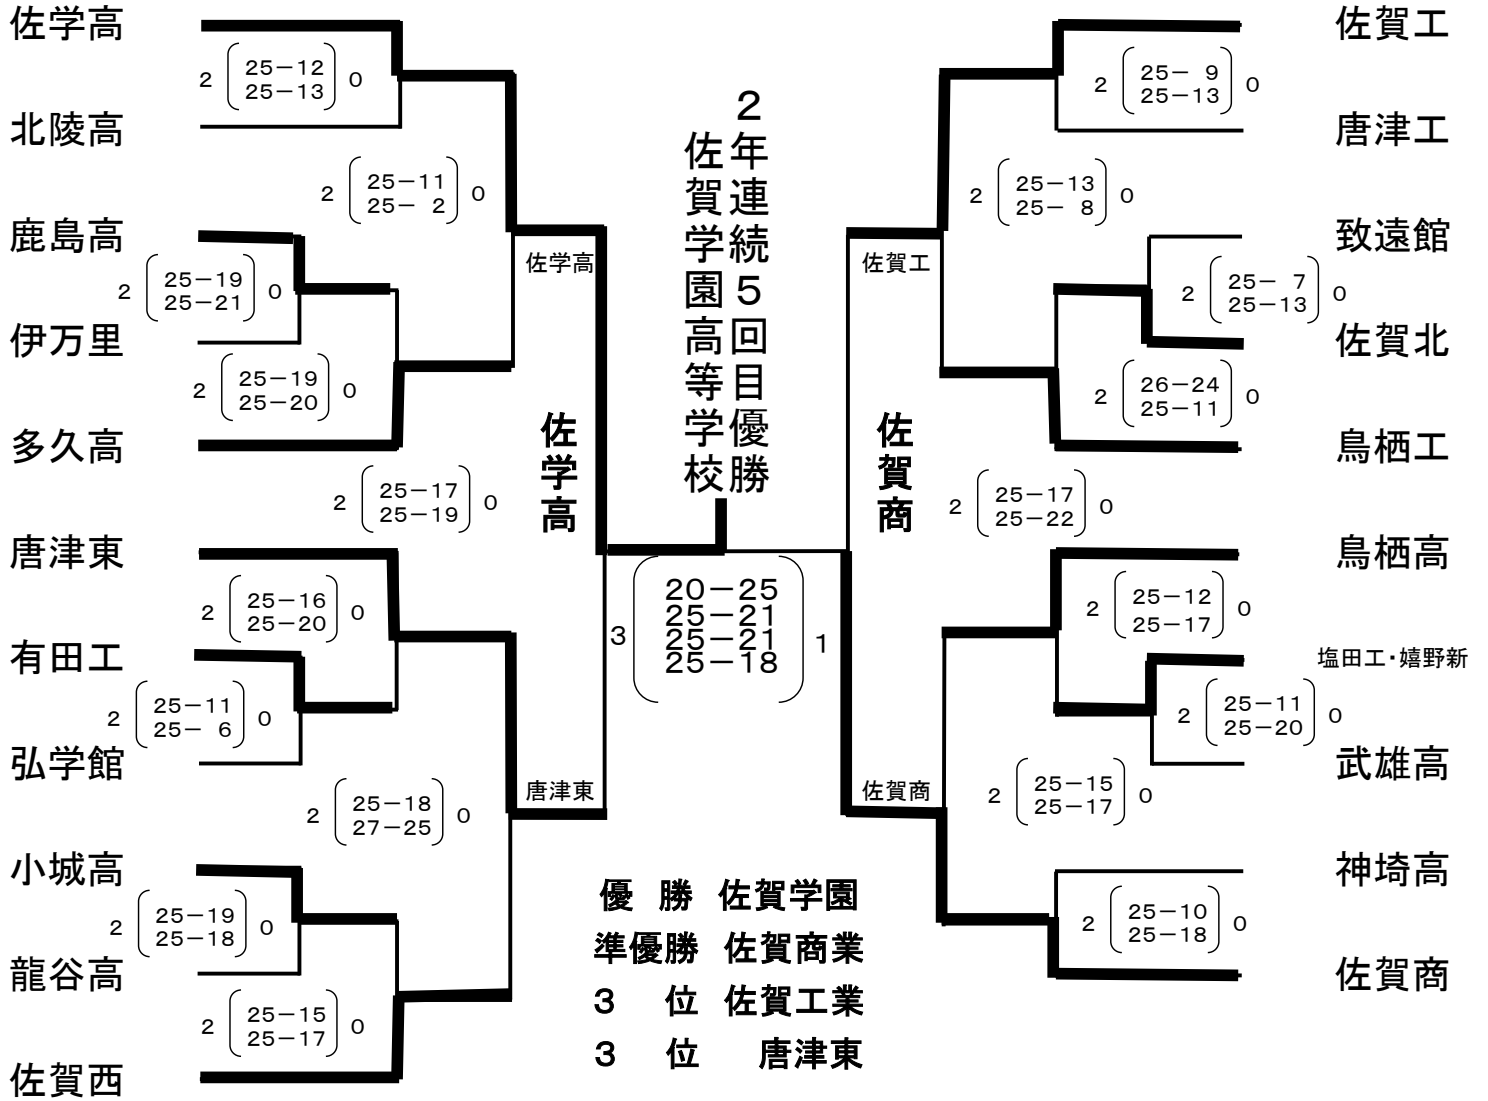 佐学高
2 25－12 0
25－13
北陵高
2 25－11 0
25－ 2
鹿島高
2 25－19 0
25－21
伊万里
2 25－19 0
25－20
多久高
佐学高
佐学高
2 25－17 0
25－19
唐津東
2 25－16 0
25－20
有田工
2 25－11 0
25－ 6
弘学館
唐津東
2 25－18 0
27－25
小城高
2 25－19 0
25－18
龍谷高
2 25－15 0
25－17
佐賀西
２年連続５回目優勝
佐賀学園高等学校
3 20－25 1
25－21
25－21
25－18
優 勝 佐賀学園
準優勝 佐賀商業
３ 位 佐賀工業
３ 位 唐津東
佐賀工
2 25－ 9 0
25－13
唐津工
2 25－13 0
25－ 8
致遠館
2 25－ 7 0
25－13
佐賀北
2 26－24 0
25－11
鳥栖工
佐賀工
佐賀商
2 25－17 0
25－22
鳥栖高
2 25－12 0
25－17
塩田工・嬉野新
2 25－11 0
25－20
武雄高
佐賀商
2 25－15 0
25－17
神埼高
2 25－10 0
25－18
佐賀商